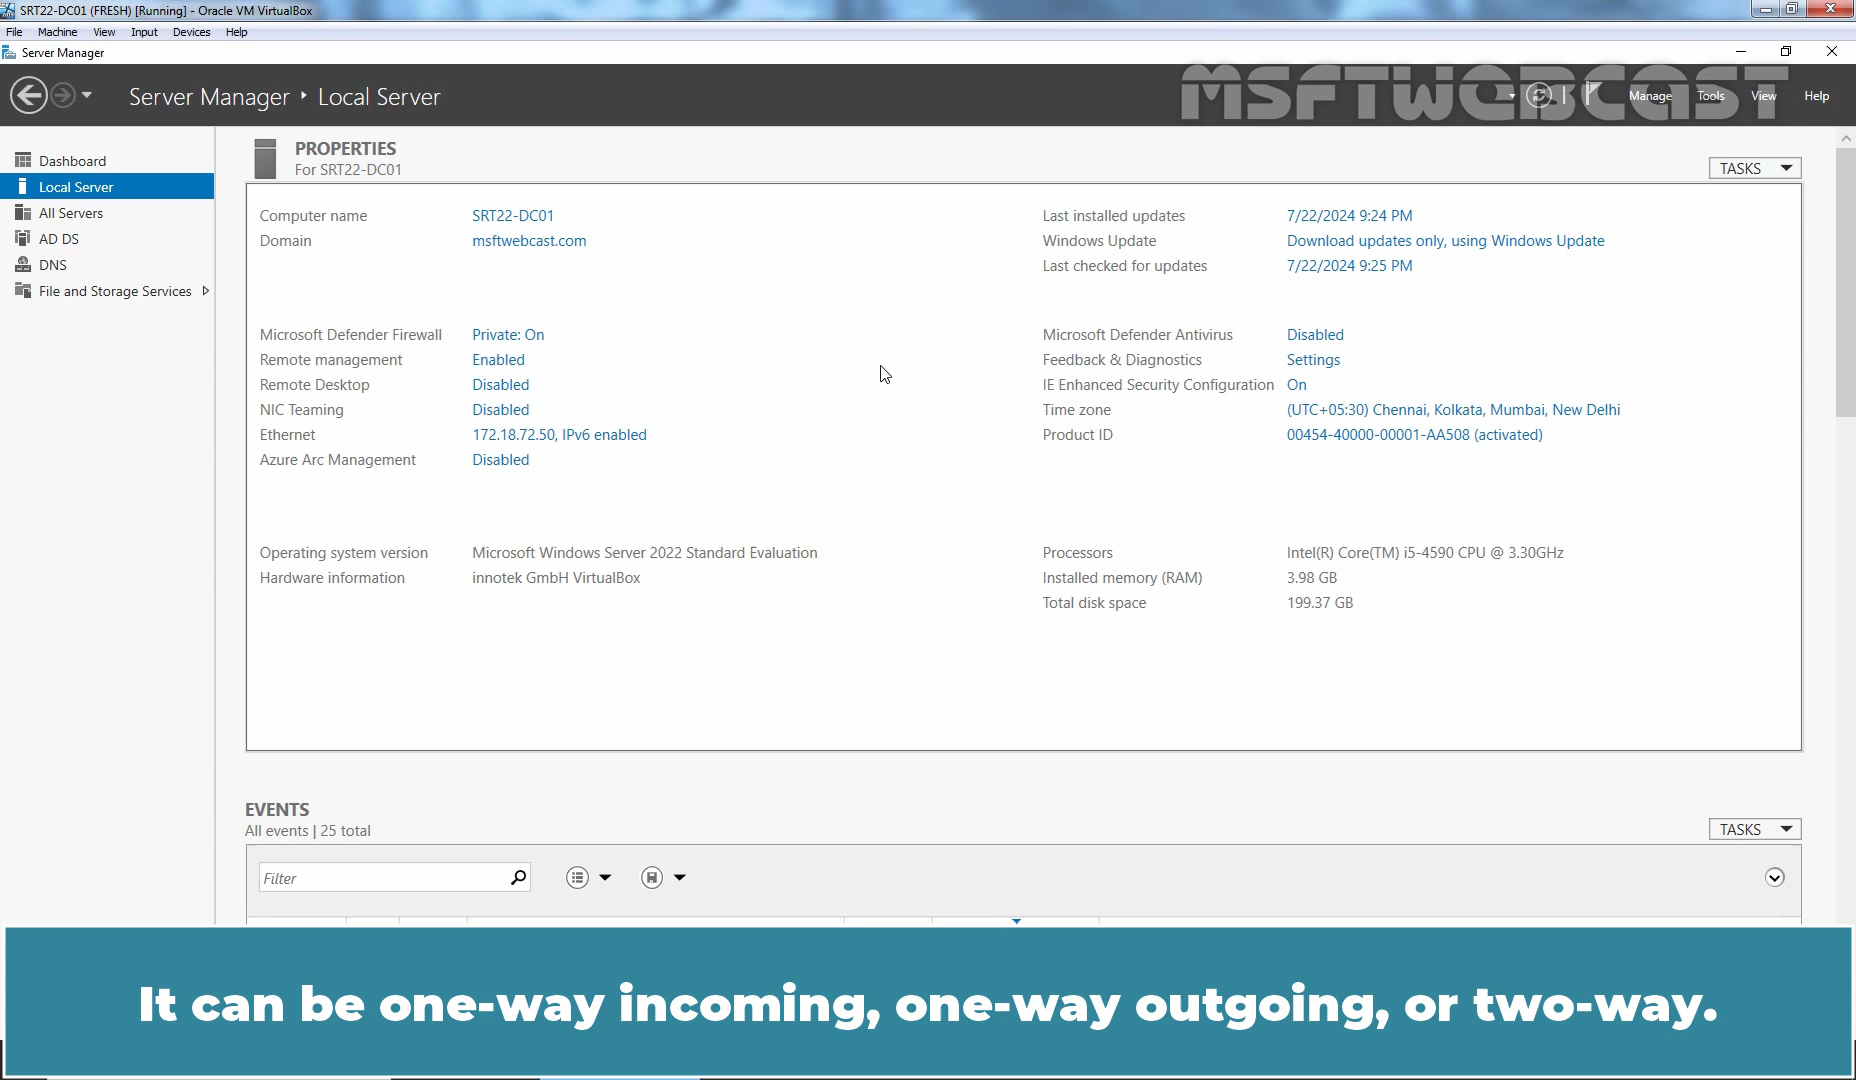 SRT22-DC01 (FRESH) [Running] - Oracle VM VirtualBox
File Machine View Input Devices Help
Server Manager
Server Manager ‣ Local Server
MSFTWEBCAST
Manage Tools View Help
Dashboard
Local Server
All Servers
AD DS
DNS
File and Storage Services
PROPERTIES
For SRT22-DC01
TASKS
Computer name SRT22-DC01
Domain msftwebcast.com
Last installed updates 7/22/2024 9:24 PM
Windows Update Download updates only, using Windows Update
Last checked for updates 7/22/2024 9:25 PM
Microsoft Defender Firewall Private: On
Remote management Enabled
Remote Desktop Disabled
NIC Teaming Disabled
Ethernet 172.18.72.50, IPv6 enabled
Azure Arc Management Disabled
Microsoft Defender Antivirus Disabled
Feedback & Diagnostics Settings
IE Enhanced Security Configuration On
Time zone (UTC+05:30) Chennai, Kolkata, Mumbai, New Delhi
Product ID 00454-40000-00001-AA508 (activated)
Operating system version Microsoft Windows Server 2022 Standard Evaluation
Hardware information innotek GmbH VirtualBox
Processors Intel(R) Core(TM) i5-4590 CPU @ 3.30GHz
Installed memory (RAM) 3.98 GB
Total disk space 199.37 GB
EVENTS
All events | 25 total
TASKS
Filter
It can be one-way incoming, one-way outgoing, or two-way.